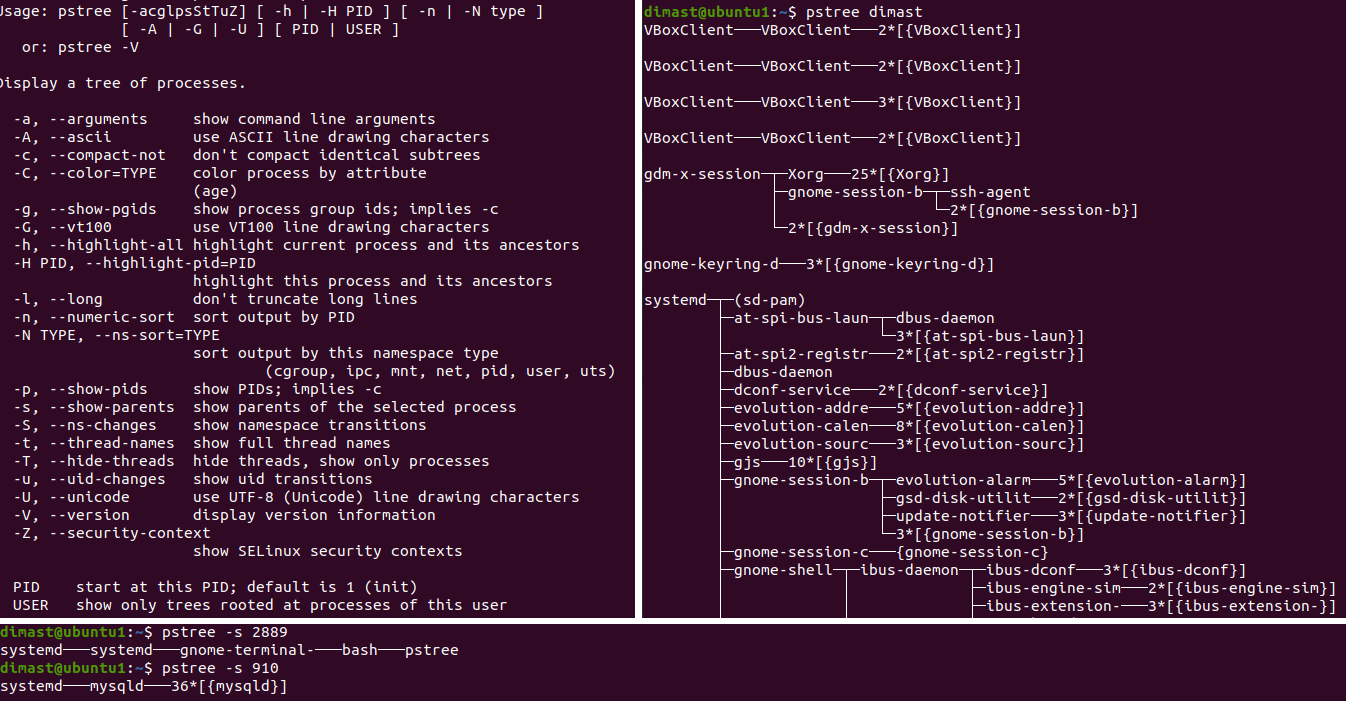 Usage: pstree [-acglpsStTuZ] [ -h | -H PID ] [ -n | -N type ]
              [ -A | -G | -U ] [ PID | USER ]
   or: pstree -V

Display a tree of processes.

  -a, --arguments     show command line arguments
  -A, --ascii         use ASCII line drawing characters
  -c, --compact-not   don't compact identical subtrees
  -C, --color=TYPE    color process by attribute
                      (age)
  -g, --show-pgids    show process group ids; implies -c
  -G, --vt100         use VT100 line drawing characters
  -h, --highlight-all highlight current process and its ancestors
  -H PID, --highlight-pid=PID
                      highlight this process and its ancestors
  -l, --long          don't truncate long lines
  -n, --numeric-sort  sort output by PID
  -N TYPE, --ns-sort=TYPE
                      sort output by this namespace type
                              (cgroup, ipc, mnt, net, pid, user, uts)
  -p, --show-pids     show PIDs; implies -c
  -s, --show-parents  show parents of the selected process
  -S, --ns-changes    show namespace transitions
  -t, --thread-names  show full thread names
  -T, --hide-threads  hide threads, show only processes
  -u, --uid-changes   show uid transitions
  -U, --unicode       use UTF-8 (Unicode) line drawing characters
  -V, --version       display version information
  -Z, --security-context
                      show SELinux security contexts

  PID    start at this PID; default is 1 (init)
  USER   show only trees rooted at processes of this user
dimast@ubuntu1:~$ pstree dimast
VBoxClient───VBoxClient───2*[{VBoxClient}]

VBoxClient───VBoxClient───2*[{VBoxClient}]

VBoxClient───VBoxClient───3*[{VBoxClient}]

VBoxClient───VBoxClient───2*[{VBoxClient}]

gdm-x-session─┬─Xorg───25*[{Xorg}]
              ├─gnome-session-b─┬─ssh-agent
              │                 └─2*[{gnome-session-b}]
              └─2*[{gdm-x-session}]

gnome-keyring-d───3*[{gnome-keyring-d}]

systemd─┬─(sd-pam)
        ├─at-spi-bus-laun─┬─dbus-daemon
        │                 └─3*[{at-spi-bus-laun}]
        ├─at-spi2-registr───2*[{at-spi2-registr}]
        ├─dbus-daemon
        ├─dconf-service───2*[{dconf-service}]
        ├─evolution-addre───5*[{evolution-addre}]
        ├─evolution-calen───8*[{evolution-calen}]
        ├─evolution-sourc───3*[{evolution-sourc}]
        ├─gjs───10*[{gjs}]
        ├─gnome-session-b─┬─evolution-alarm───5*[{evolution-alarm}]
        │                 ├─gsd-disk-utilit───2*[{gsd-disk-utilit}]
        │                 ├─update-notifier───3*[{update-notifier}]
        │                 └─3*[{gnome-session-b}]
        ├─gnome-session-c───{gnome-session-c}
        ├─gnome-shell─┬─ibus-daemon─┬─ibus-dconf───3*[{ibus-dconf}]
        │             │             ├─ibus-engine-sim───2*[{ibus-engine-sim}]
        │             │             ├─ibus-extension-───3*[{ibus-extension-}]
dimast@ubuntu1:~$ pstree -s 2889
systemd───systemd───gnome-terminal-───bash───pstree
dimast@ubuntu1:~$ pstree -s 910
systemd───mysqld───36*[{mysqld}]